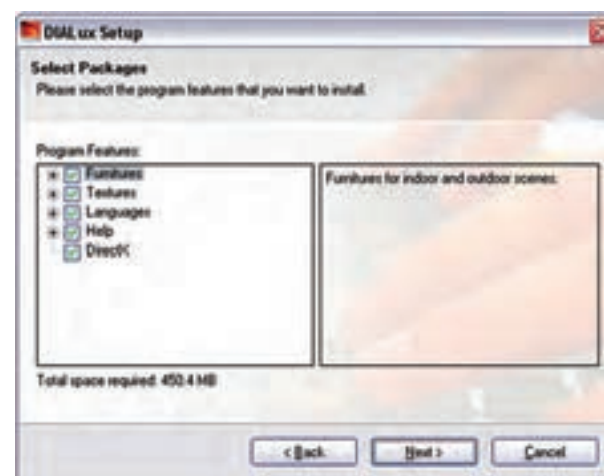 DIALux Setup
Select Packages
Please select the program features that you want to install.
Program Features:
Furnitures
Textures
Languages
Help
DirectX
Furnitures for indoor and outdoor scenes.
Total space required: 450.4 MB
< Back
Next >
Cancel